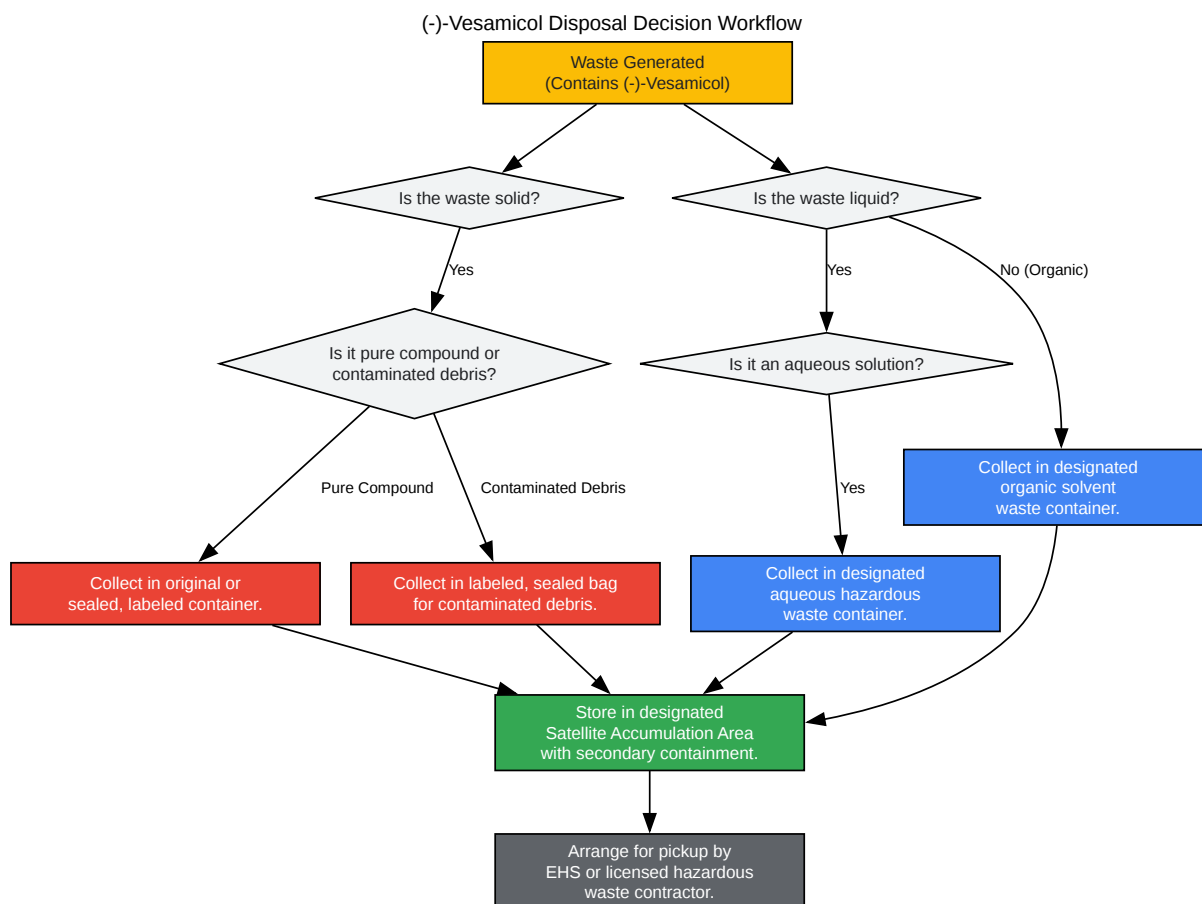 (-)-Vesamicol Disposal Decision Workflow
Waste Generated
(Contains (-)-Vesamicol)
Is the waste solid?
Is the waste liquid?
Yes
Yes
No (Organic)
Is it pure compound or
contaminated debris?
Is it an aqueous solution?
Pure Compound
Contaminated Debris
Yes
Collect in designated
organic solvent
waste container.
Collect in original or
sealed, labeled container.
Collect in labeled, sealed bag
for contaminated debris.
Collect in designated
aqueous hazardous
waste container.
Store in designated
Satellite Accumulation Area
with secondary containment.
Arrange for pickup by
EHS or licensed hazardous
waste contractor.